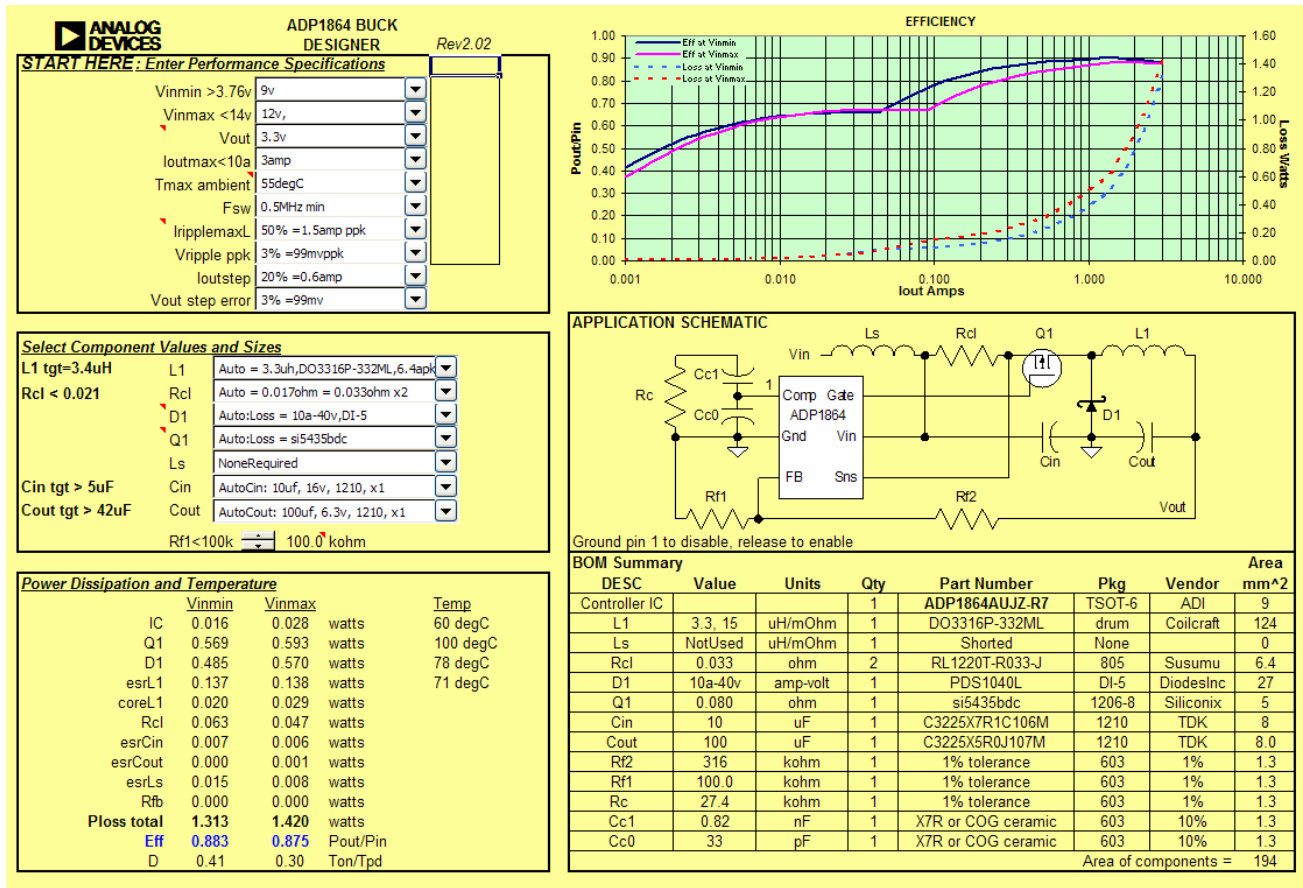 ANALOG
DEVICES
ADP1864 BUCK
DESIGNER
Rev2.02
START HERE: Enter Performance Specifications
Vinmin >3.76v 9v
Vinmax <14v 12v,
Vout 3.3v
Ioutmax<10a 3amp
Tmax ambient 55degC
Fsw 0.5MHz min
IripplemaxL 50% =1.5amp ppk
Vripple ppk 3% =99mvppk
Ioutstep 20% =0.6amp
Vout step error 3% =99mv
Select Component Values and Sizes
L1 tgt=3.4uH L1 Auto = 3.3uh,DO3316P-332ML,6.4apk
Rcl < 0.021 Rcl Auto = 0.017ohm = 0.033ohm x2
D1 Auto:Loss = 10a-40v,DI-5
Q1 Auto:Loss = si5435bdc
Ls NoneRequired
Cin tgt > 5uF Cin AutoCin: 10uf, 16v, 1210, x1
Cout tgt > 42uF Cout AutoCout: 100uf, 6.3v, 1210, x1
Rf1<100k 100.0 kohm
Power Dissipation and Temperature
Vinmin Vinmax Temp
IC 0.016 0.028 watts 60 degC
Q1 0.569 0.593 watts 100 degC
D1 0.485 0.570 watts 78 degC
esrL1 0.137 0.138 watts 71 degC
coreL1 0.020 0.029 watts
Rcl 0.063 0.047 watts
esrCin 0.007 0.006 watts
esrCout 0.000 0.001 watts
esrLs 0.015 0.008 watts
Rfb 0.000 0.000 watts
Ploss total 1.313 1.420 watts
Eff 0.883 0.875 Pout/Pin
D 0.41 0.30 Ton/Tpd
EFFICIENCY
Eff at Vinmin
Eff at Vinmax
Loss at Vinmin
Loss at Vinmax
Pout/Pin
1.00
0.90
0.80
0.70
0.60
0.50
0.40
0.30
0.20
0.10
0.00
1.60
1.40
1.20
1.00
0.80
0.60
0.40
0.20
0.00
Loss Watts
0.001 0.010 0.100 1.000 10.000
Iout Amps
APPLICATION SCHEMATIC
Ls Rcl Q1 L1
Vin
Cc1
Rc
1
Comp Gate
ADP1864
Cc0
D1
Gnd Vin
Cin Cout
FB Sns
Rf1 Rf2
Vout
Ground pin 1 to disable, release to enable
BOM Summary Area
DESC Value Units Qty Part Number Pkg Vendor mm^2
Controller IC 1 ADP1864AUJZ-R7 TSOT-6 ADI 9
L1 3.3, 15 uH/mOhm 1 DO3316P-332ML drum Coilcraft 124
Ls NotUsed uH/mOhm 1 Shorted None 0
Rcl 0.033 ohm 2 RL1220T-R033-J 805 Susumu 6.4
D1 10a-40v amp-volt 1 PDS1040L DI-5 DiodesInc 27
Q1 0.080 ohm 1 si5435bdc 1206-8 Siliconix 5
Cin 10 uF 1 C3225X7R1C106M 1210 TDK 8
Cout 100 uF 1 C3225X5R0J107M 1210 TDK 8.0
Rf2 316 kohm 1 1% tolerance 603 1% 1.3
Rf1 100.0 kohm 1 1% tolerance 603 1% 1.3
Rc 27.4 kohm 1 1% tolerance 603 1% 1.3
Cc1 0.82 nF 1 X7R or COG ceramic 603 10% 1.3
Cc0 33 pF 1 X7R or COG ceramic 603 10% 1.3
Area of components = 194